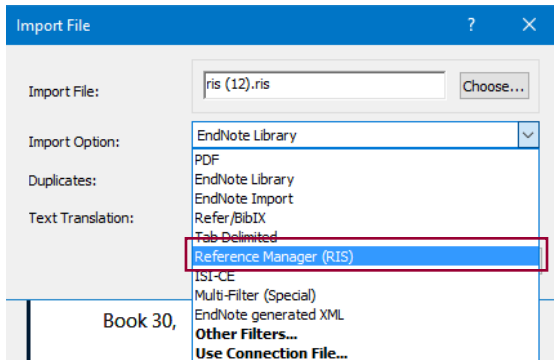 Import File ? ×
Import File: ris (12).ris Choose...
Import Option: EndNote Library
PDF
Duplicates: EndNote Library
EndNote Import
Text Translation: Refer/BibIX
Tab Delimited
Reference Manager (RIS)
ISI-CE
Multi-Filter (Special)
Book 30, EndNote generated XML
Other Filters...
Use Connection File...